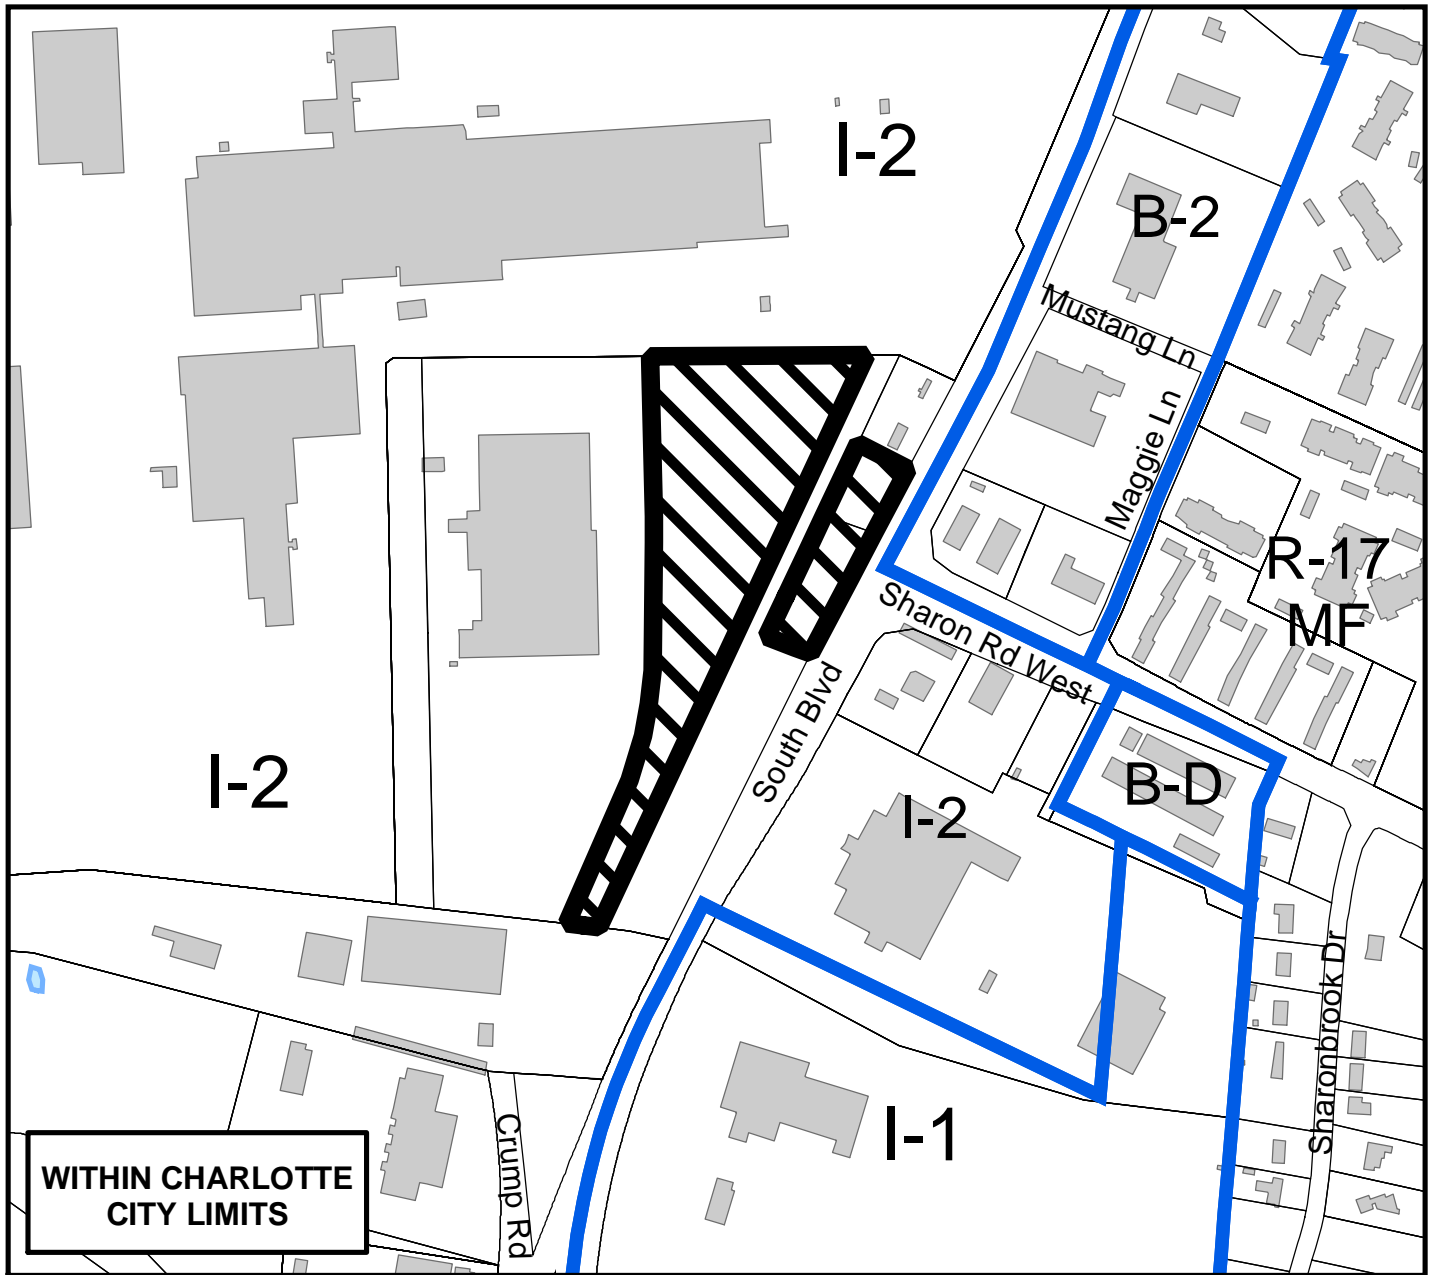 I-2
B-2
Mustang Ln
Maggie Ln
R-17
MF
Sharon Rd West
South Blvd
I-2
I-2
B-D
Sharonbrook Dr
I-1
Crump Rd
WITHIN CHARLOTTE
CITY LIMITS